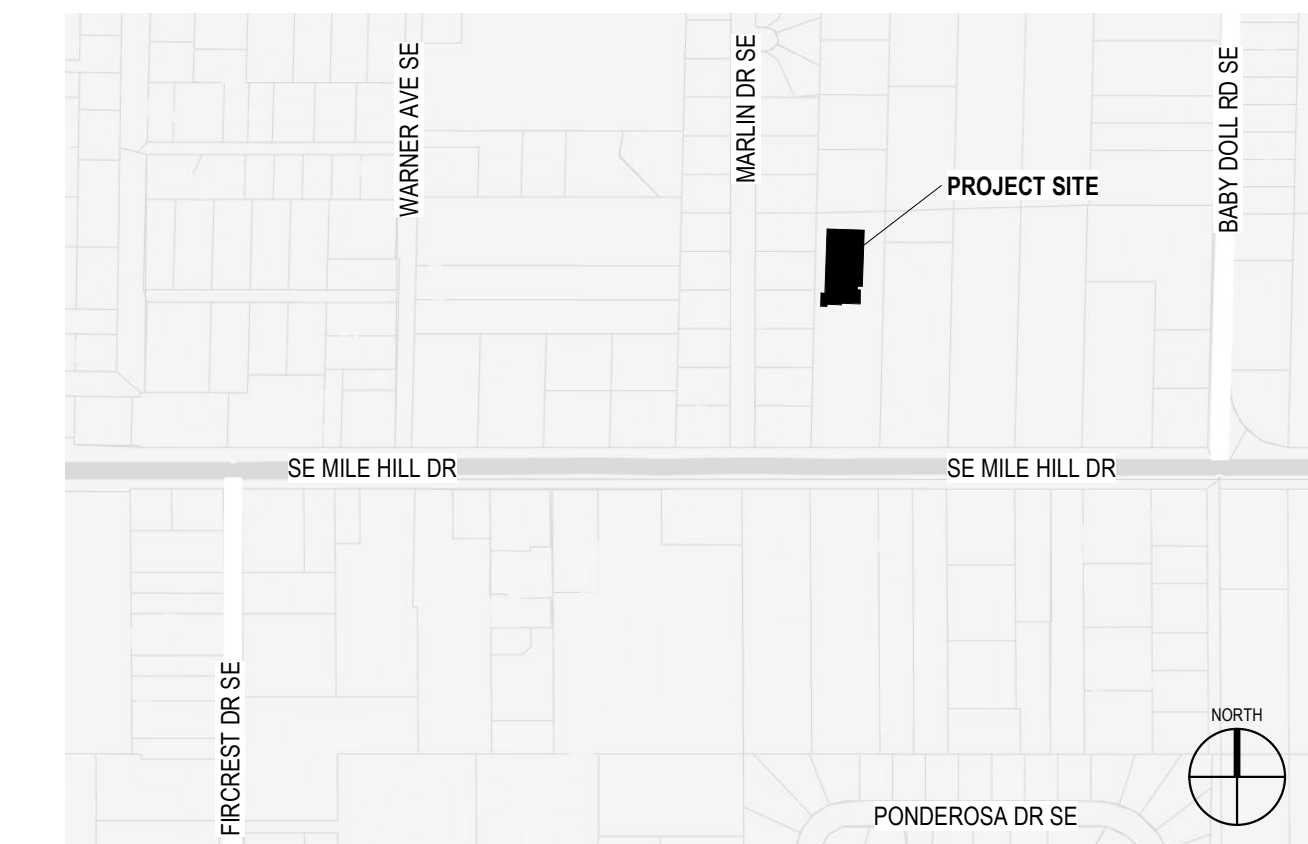 WARNER AVE SE
MARLIN DR SE
BABY DOLL RD SE
PROJECT SITE
SE MILE HILL DR
SE MILE HILL DR
FIRCREST DR SE
NORTH
PONDEROSA DR SE